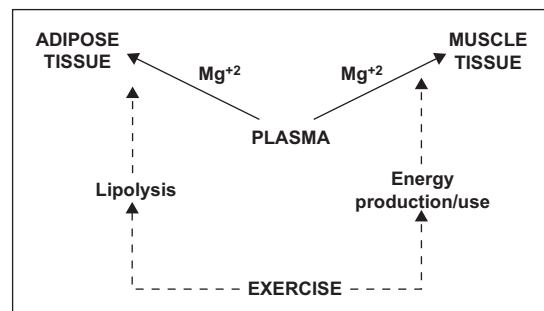 ADIPOSE
TISSUE
Mg+2
Mg+2
MUSCLE
TISSUE
PLASMA
Lipolysis
Energy
production/use
EXERCISE